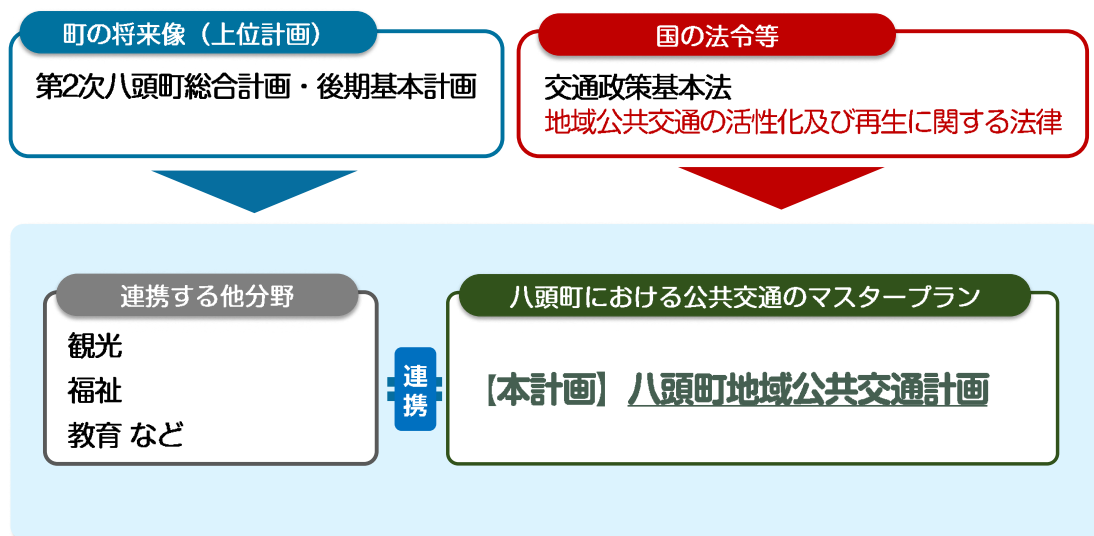 町の将来像（上位計画）
第2次八頭町総合計画・後期基本計画
国の法令等
交通政策基本法
地域公共交通の活性化及び再生に関する法律
連携する他分野
観光
福祉
教育 など
連携
八頭町における公共交通のマスタープラン
【本計画】八頭町地域公共交通計画